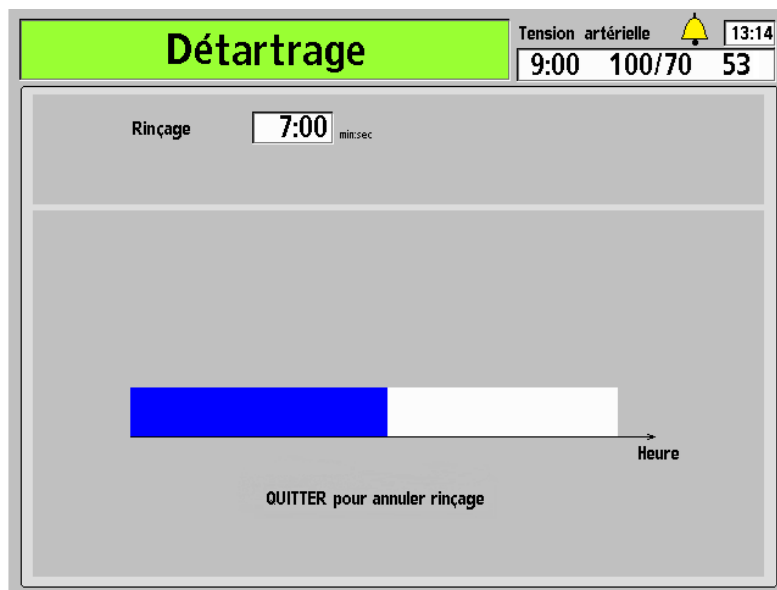 Détartrage
Tension artérielle
13:14
9:00 100/70 53
Rinçage 7:00 min:sec
Heure
QUITTER pour annuler rinçage